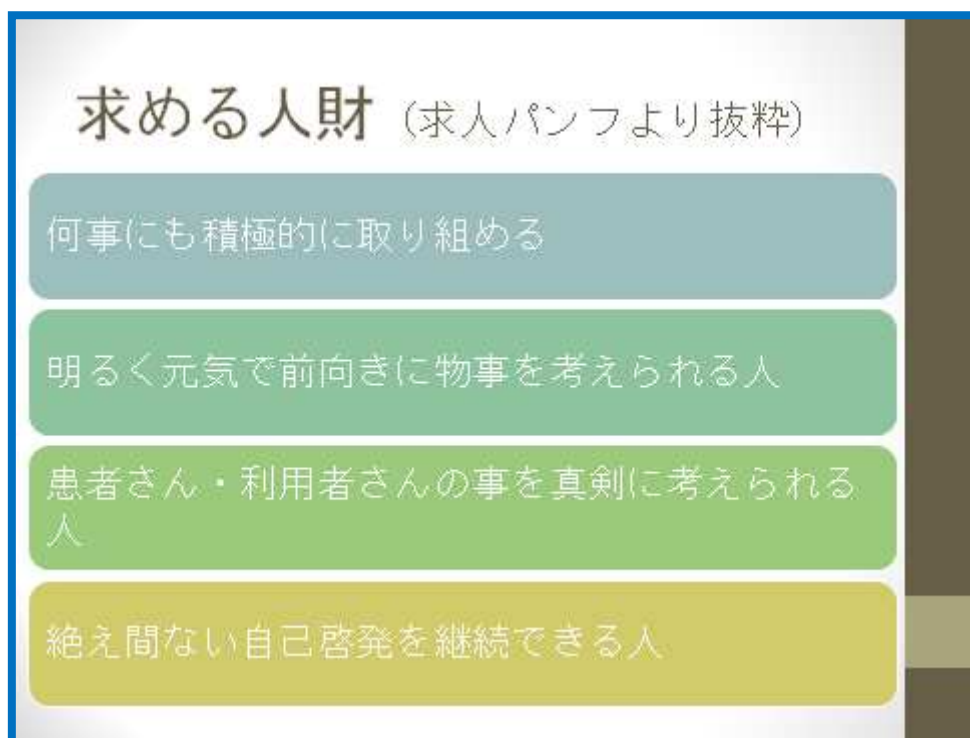 求める人財（求人パンフより抜粋）
何事にも積極的に取り組める
明るく元気で前向きに物事を考えられる人
患者さん・利用者さんの事を真剣に考えられる
人
絶え間ない自己啓発を継続できる人